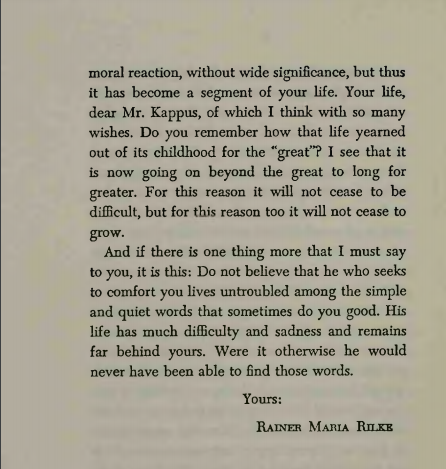 moral reaction, without wide significance, but thus
it has become a segment of your life. Your life,
dear Mr. Kappus, of which I think with so many
wishes. Do you remember how that life yearned
out of its childhood for the "great"? I see that it
is now going on beyond the great to long for
greater. For this reason it will not cease to be
difficult, but for this reason too it will not cease to
grow.
And if there is one thing more that I must say
to you, it is this: Do not believe that he who seeks
to comfort you lives untroubled among the simple
and quiet words that sometimes do you good. His
life has much difficulty and sadness and remains
far behind yours. Were it otherwise he would
never have been able to find those words.
Yours:
RAINER MARIA RILKE